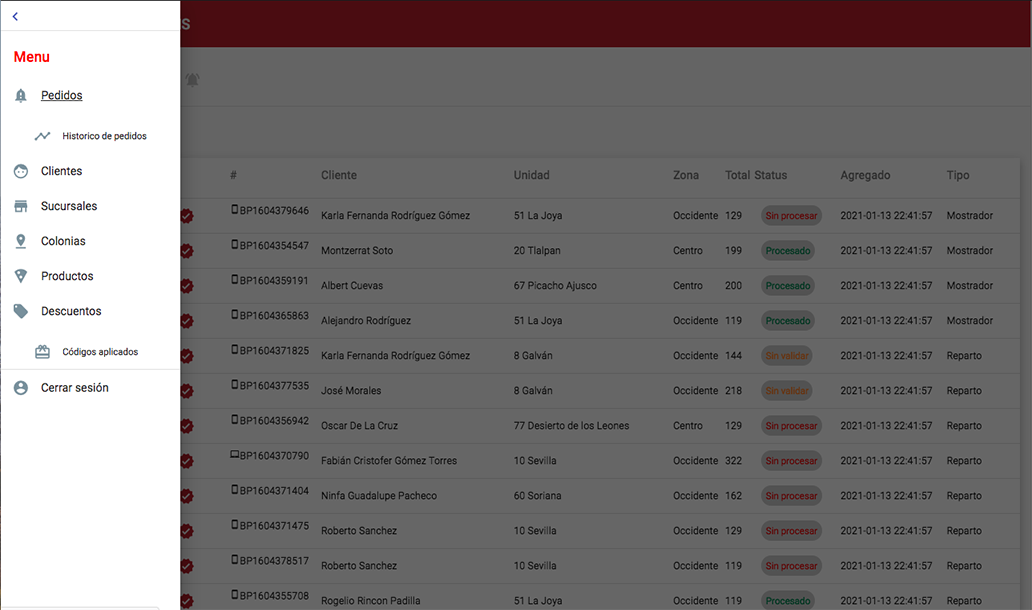 S
Menu
Pedidos
Historico de pedidos
Clientes
Sucursales
Colonias
Productos
Descuentos
Códigos aplicados
Cerrar sesión
# Cliente Unidad Zona Total Status Agregado Tipo
BP1604379646 Karla Fernanda Rodríguez Gómez 51 La Joya Occidente 129 Sin procesar 2021-01-13 22:41:57 Mostrador
BP1604354547 Montzerrat Soto 20 Tlalpan Centro 199 Procesado 2021-01-13 22:41:57 Mostrador
BP1604359191 Albert Cuevas 67 Picacho Ajusco Centro 200 Procesado 2021-01-13 22:41:57 Mostrador
BP1604365863 Alejandro Rodríguez 51 La Joya Occidente 119 Procesado 2021-01-13 22:41:57 Mostrador
BP1604371825 Karla Fernanda Rodríguez Gómez 8 Galván Occidente 144 Sin validar 2021-01-13 22:41:57 Reparto
BP1604377535 José Morales 8 Galván Occidente 218 Sin validar 2021-01-13 22:41:57 Reparto
BP1604356942 Oscar De La Cruz 77 Desierto de los Leones Centro 129 Sin procesar 2021-01-13 22:41:57 Reparto
BP1604370790 Fabián Cristofer Gómez Torres 10 Sevilla Occidente 322 Sin procesar 2021-01-13 22:41:57 Reparto
BP1604371404 Ninfa Guadalupe Pacheco 60 Soriana Occidente 162 Sin procesar 2021-01-13 22:41:57 Reparto
BP1604371475 Roberto Sanchez 10 Sevilla Occidente 129 Sin procesar 2021-01-13 22:41:57 Reparto
BP1604378517 Roberto Sanchez 10 Sevilla Occidente 119 Sin procesar 2021-01-13 22:41:57 Reparto
BP1604355708 Rogelio Rincon Padilla 51 La Joya Occidente 119 Procesado 2021-01-13 22:41:57 Reparto